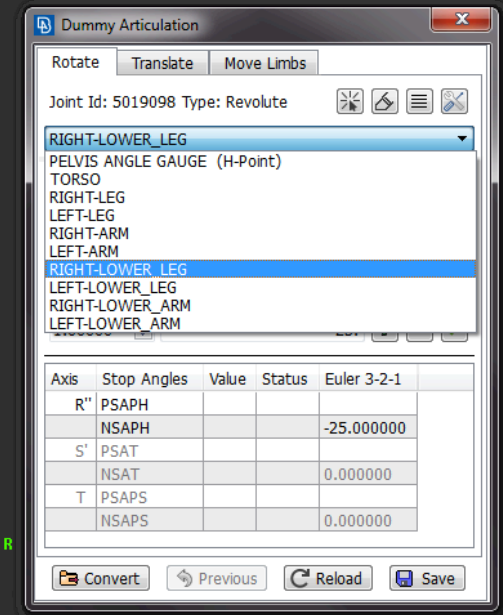 Dummy Articulation
Rotate Translate Move Limbs
Joint Id: 5019098 Type: Revolute
RIGHT-LOWER_LEG
PELVIS ANGLE GAUGE (H-Point)
TORSO
RIGHT-LEG
LEFT-LEG
RIGHT-ARM
LEFT-ARM
RIGHT-LOWER_LEG
LEFT-LOWER_LEG
RIGHT-LOWER_ARM
LEFT-LOWER_ARM
Axis Stop Angles Value Status Euler 3-2-1
R'' PSAPH
NSAPH -25.000000
S' PSAT
NSAT 0.000000
T PSAPS
NSAPS 0.000000
R
Convert Previous Reload Save